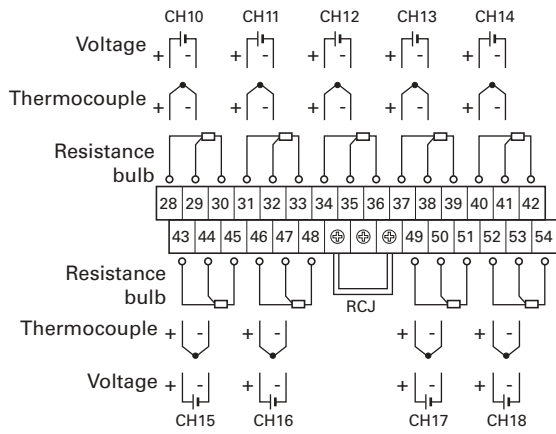 CH10 CH11 CH12 CH13 CH14
Voltage + - + - + - + - + -
Thermocouple + - + - + - + - + -
Resistance
bulb
28 29 30 31 32 33 34 35 36 37 38 39 40 41 42
43 44 45 46 47 48 49 50 51 52 53 54
Resistance
bulb
RCJ
Thermocouple + - + - + - + -
Voltage + - + - + - + -
CH15 CH16 CH17 CH18